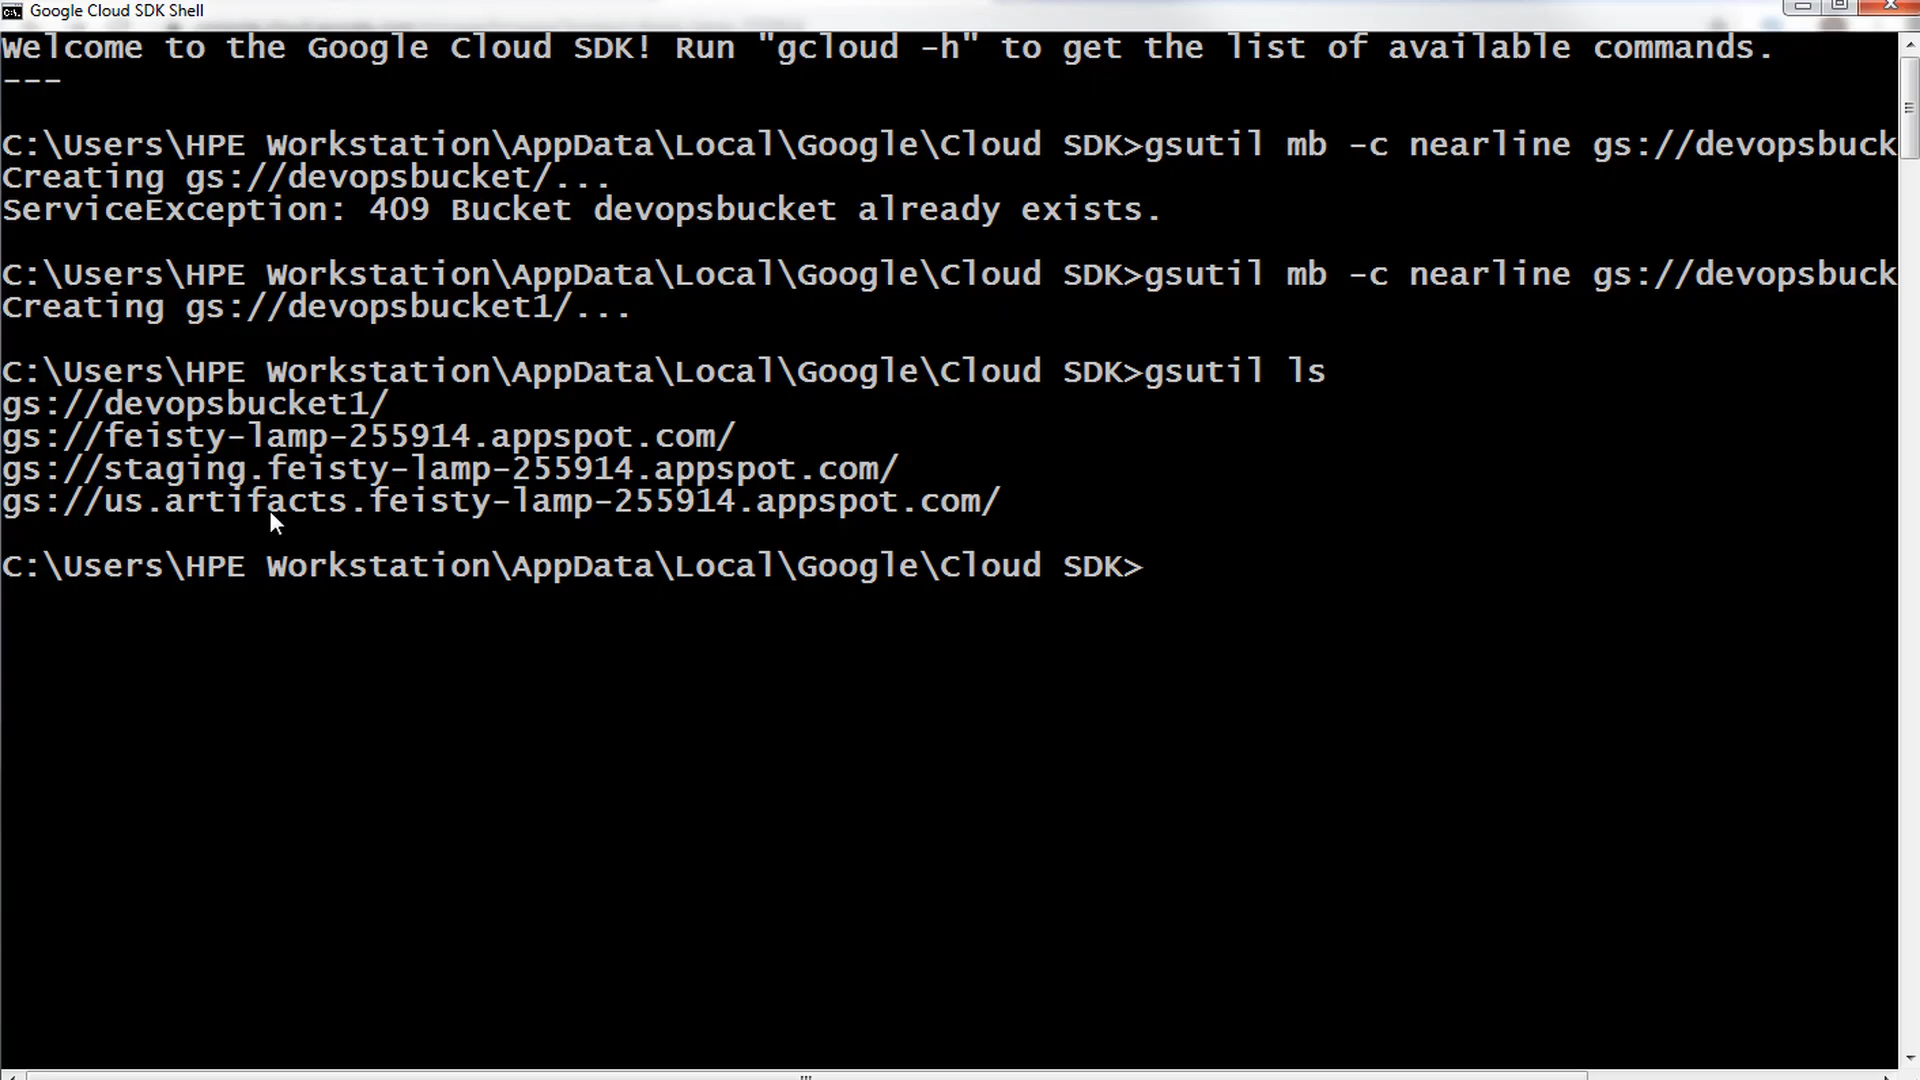 Google Cloud SDK Shell
Welcome to the Google Cloud SDK! Run "gcloud -h" to get the list of available commands.
---
C:\Users\HPE Workstation\AppData\Local\Google\Cloud SDK>gsutil mb -c nearline gs://devopsbuck
Creating gs://devopsbucket/...
ServiceException: 409 Bucket devopsbucket already exists.
C:\Users\HPE Workstation\AppData\Local\Google\Cloud SDK>gsutil mb -c nearline gs://devopsbuck
Creating gs://devopsbucket1/...
C:\Users\HPE Workstation\AppData\Local\Google\Cloud SDK>gsutil ls
gs://devopsbucket1/
gs://feisty-lamp-255914.appspot.com/
gs://staging.feisty-lamp-255914.appspot.com/
gs://us.artifacts.feisty-lamp-255914.appspot.com/
C:\Users\HPE Workstation\AppData\Local\Google\Cloud SDK>